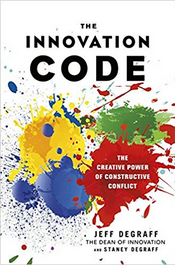 THE
INNOVATION
CODE
THE
CREATIVE POWER
OF
CONSTRUCTIVE
CONFLICT
JEFF DEGRAFF
THE DEAN OF INNOVATION
AND STANEY DEGRAFF